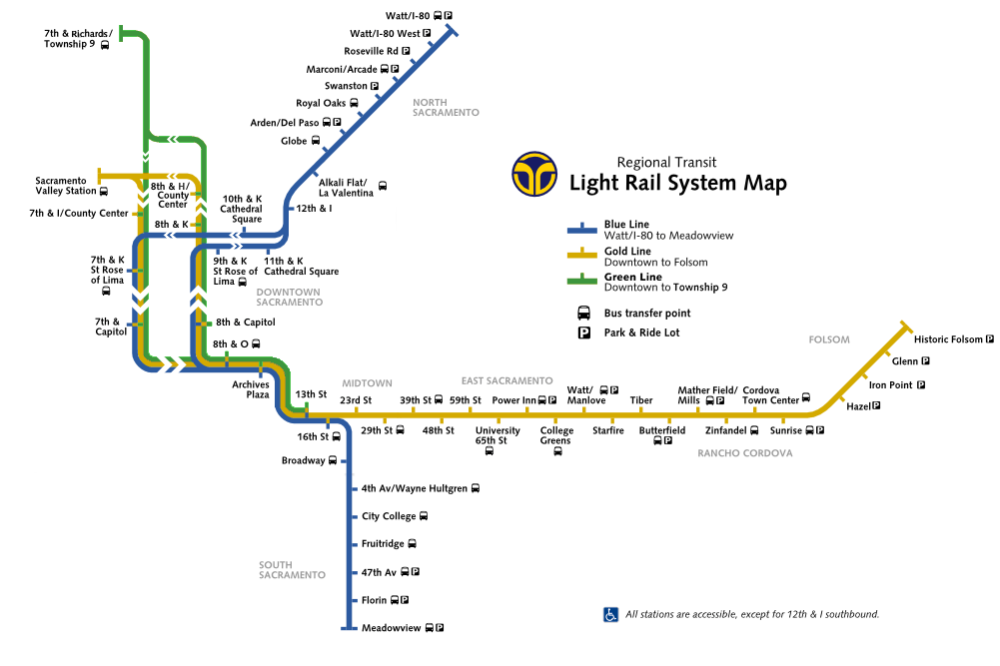 Watt/I-80
Watt/I-80 West
Roseville Rd
Marconi/Arcade
Swanston
Royal Oaks
Arden/Del Paso
Globe
Alkali Flat/
La Valentina
12th & I
NORTH
SACRAMENTO
7th & Richards/
Township 9
Sacramento
Valley Station
8th & H/
County
Center
7th & I/County Center
8th & K
10th & K
Cathedral
Square
7th & K
St Rose
of Lima
9th & K
St Rose of
Lima
11th & K
Cathedral Square
DOWNTOWN
SACRAMENTO
7th &
Capitol
8th & Capitol
8th & O
Archives
Plaza
13th St
16th St
Regional Transit
Light Rail System Map
Blue Line
Watt/I-80 to Meadowview
Gold Line
Downtown to Folsom
Green Line
Downtown to Township 9
Bus transfer point
P
Park & Ride Lot
MIDTOWN
EAST SACRAMENTO
FOLSOM
RANCHO CORDOVA
23rd St
29th St
39th St
48th St
59th St
University
65th St
Power Inn
College
Greens
Watt/
Manlove
Starfire
Tiber
Butterfield
Mather Field/
Mills
Zinfandel
Cordova
Town Center
Sunrise
Hazel
Iron Point
Glenn
Historic Folsom
Broadway
4th Av/Wayne Hultgren
City College
Fruitridge
47th Av
Florin
Meadowview
SOUTH
SACRAMENTO
All stations are accessible, except for 12th & I southbound.